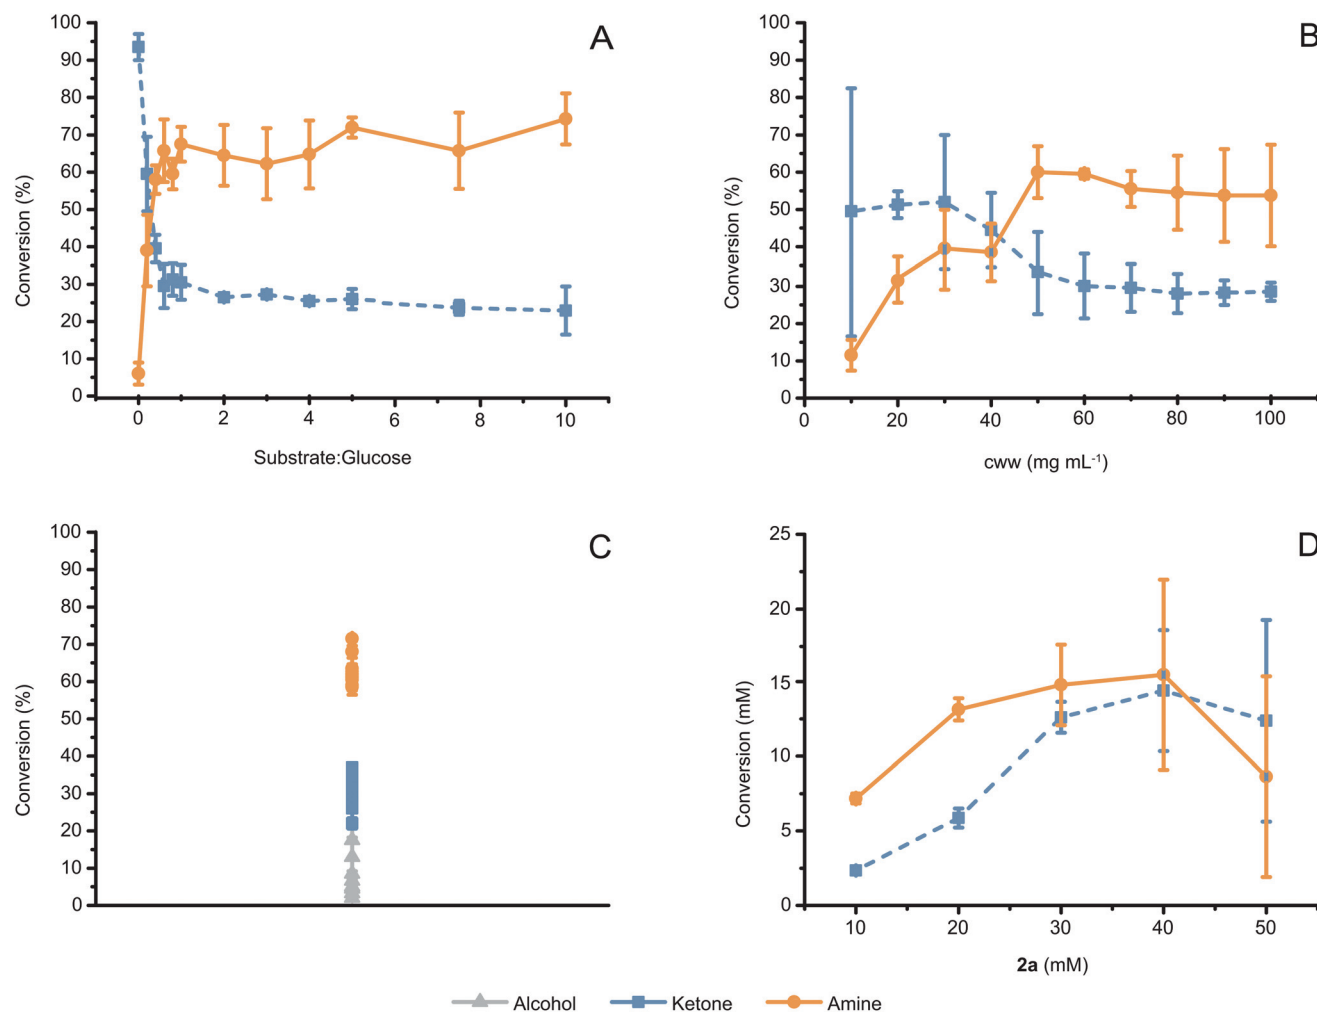 A
100
90
80
70
60
50
40
30
20
10
0
Conversion (%)
0 2 4 6 8 10
Substrate:Glucose
B
100
90
80
70
60
50
40
30
20
10
0
Conversion (%)
0 20 40 60 80 100
cww (mg mL⁻¹)
C
100
90
80
70
60
50
40
30
20
10
0
Conversion (%)
D
25
20
15
10
5
0
Conversion (mM)
10 20 30 40 50
2a (mM)
Alcohol Ketone Amine